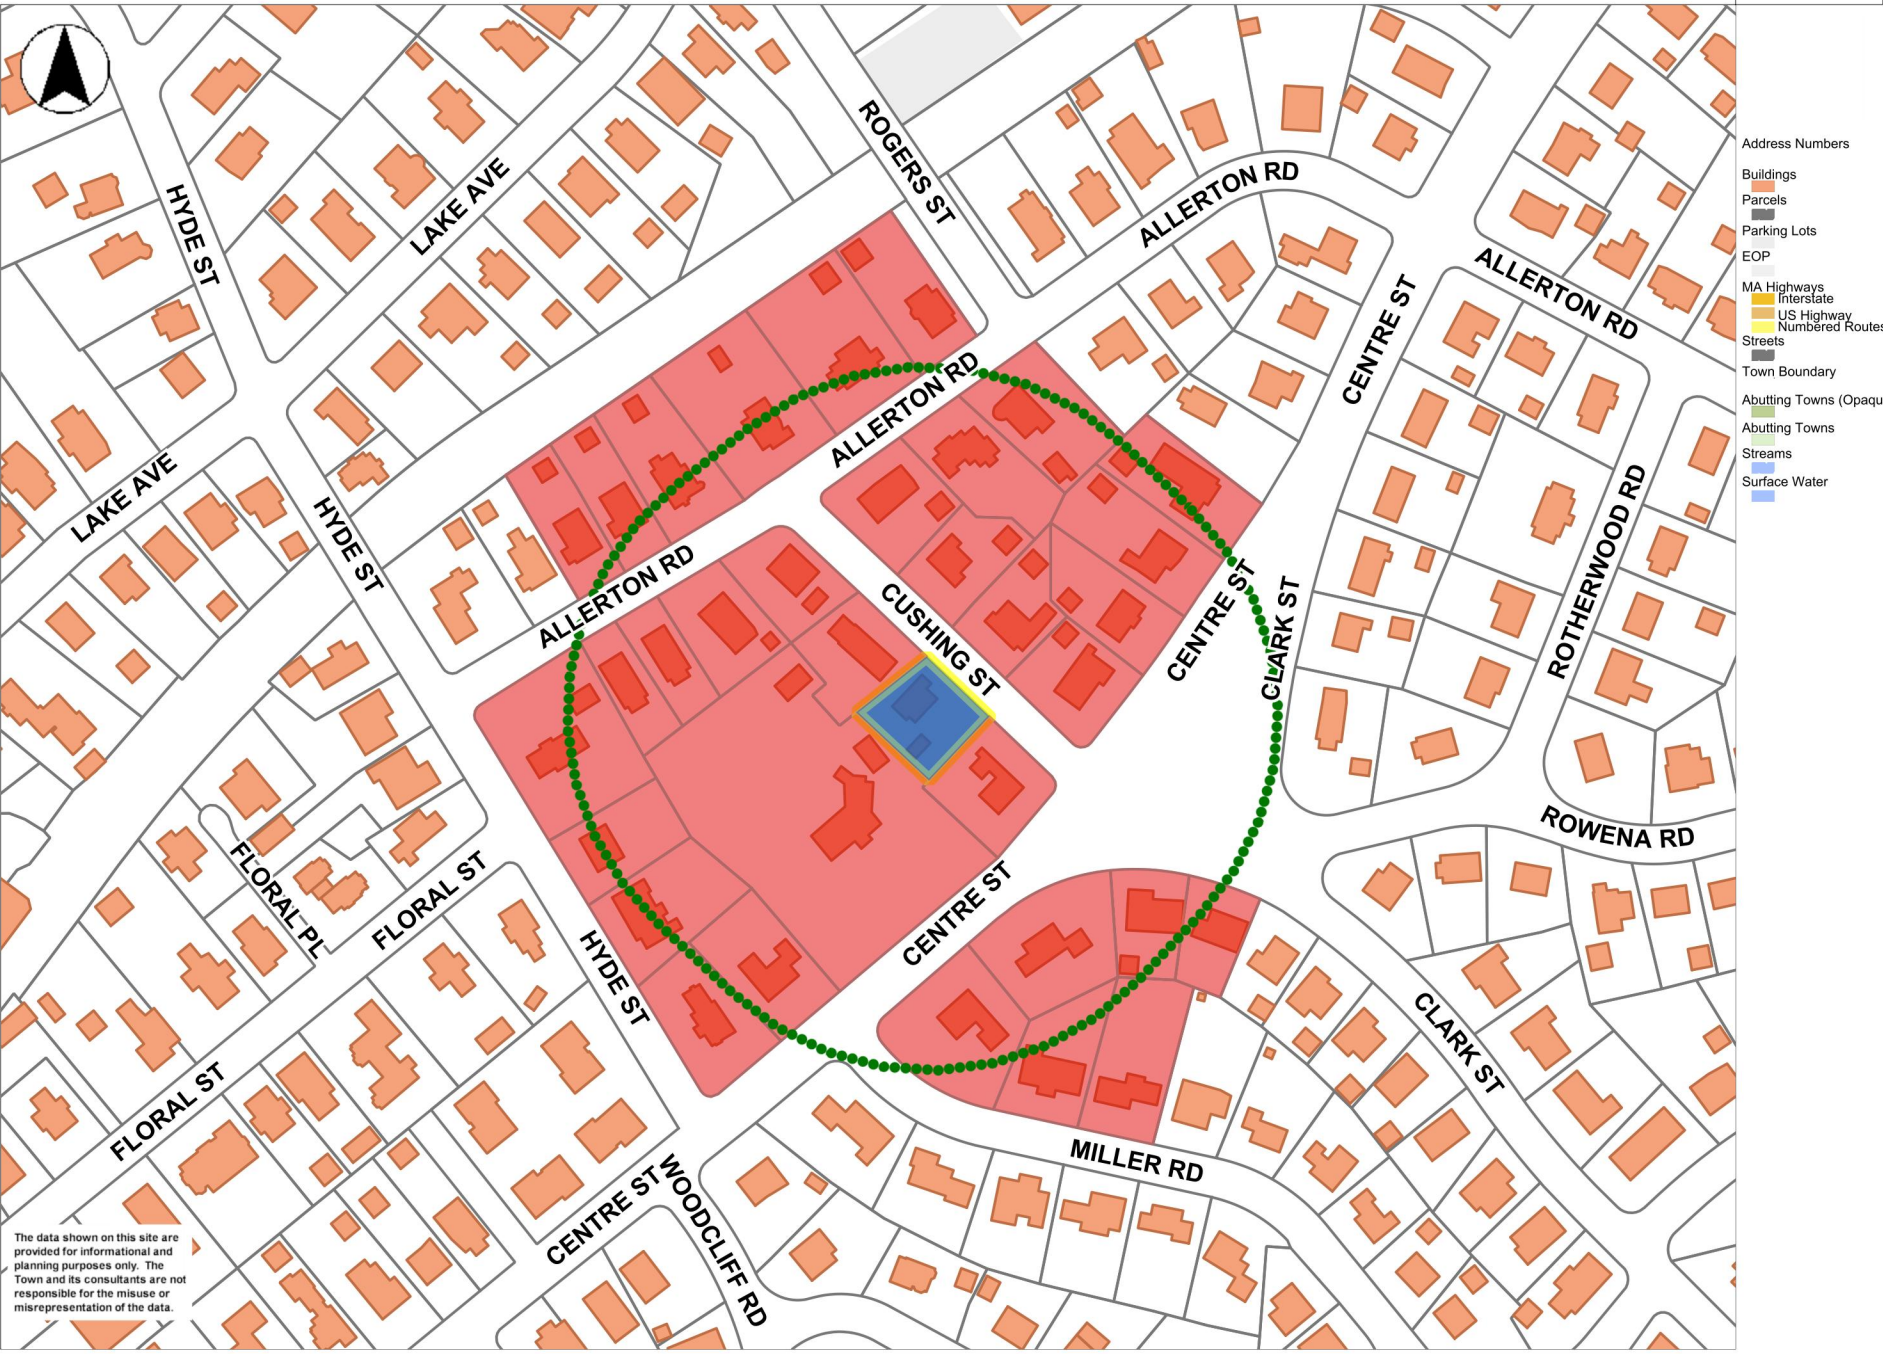 ROGERS ST
LAKE AVE
HYDE ST
ALLERTON RD
ALLERTON RD
CENTRE ST
ALLERTON RD
LAKE AVE
HYDE ST
ALLERTON RD
CUSHING ST
CENTRE ST
CLARK ST
ROTHERWOOD RD
ROWENA RD
FLORAL PL
FLORAL ST
CENTRE ST
HYDE ST
CLARK ST
FLORAL ST
MILLER RD
CENTRE ST
WOODCLIFF RD
The data shown on this site are
provided for informational and
planning purposes only. The
Town and its consultants are not
responsible for the misuse or
misrepresentation of the data.
Address Numbers
Buildings
Parcels
Parking Lots
EOP
MA Highways
Interstate
US Highway
Numbered Routes
Streets
Town Boundary
Abutting Towns (Opaqu
Abutting Towns
Streams
Surface Water